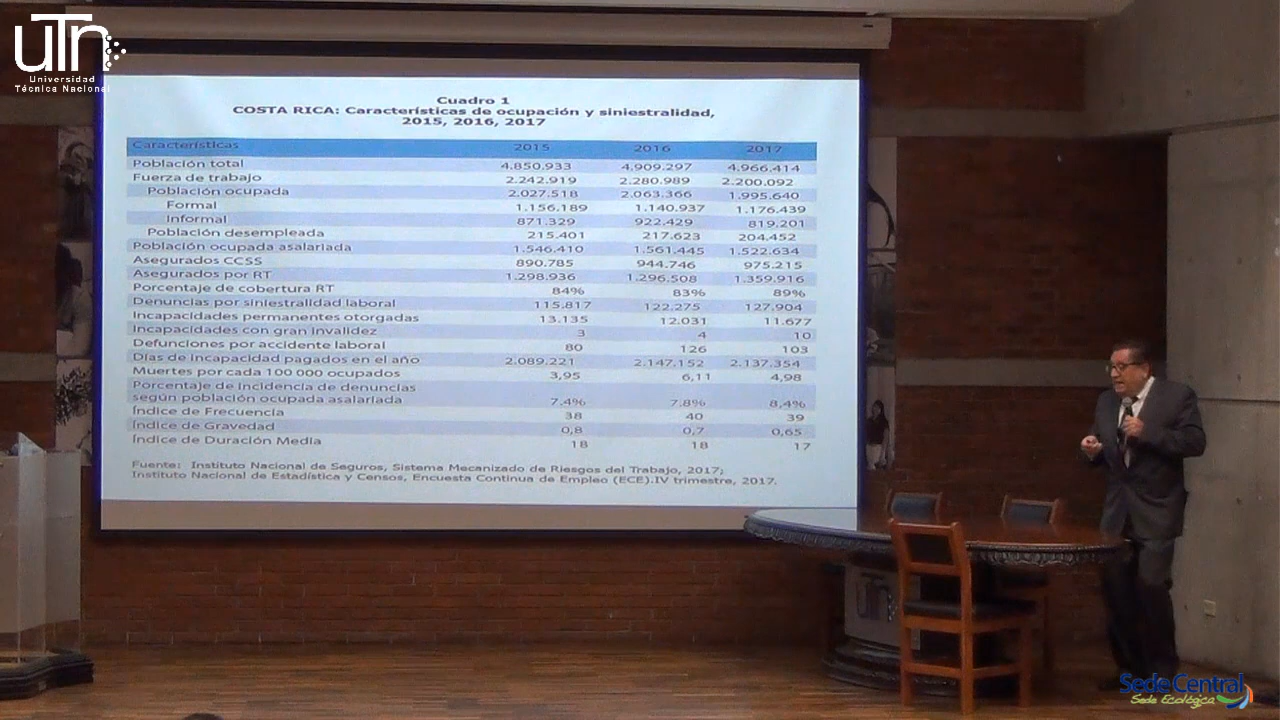 UTN
Universidad
Técnica Nacional
Cuadro 1
COSTA RICA: Características de ocupación y siniestralidad,
2015, 2016, 2017
Características 2015 2016 2017
Población total 4.850.933 4.909.297 4.966.414
Fuerza de trabajo 2.242.919 2.280.989 2.200.092
Población ocupada 2.027.518 2.063.366 1.995.640
Formal 1.156.189 1.140.937 1.176.439
Informal 871.329 922.429 819.201
Población desempleada 215.401 217.623 204.452
Población ocupada asalariada 1.546.410 1.561.445 1.522.634
Asegurados CCSS 890.785 944.746 975.215
Asegurados por RT 1.298.936 1.296.508 1.359.916
Porcentaje de cobertura RT 84% 83% 89%
Denuncias por siniestralidad laboral 115.817 122.275 127.904
Incapacidades permanentes otorgadas 13.135 12.031 11.677
Incapacidades con gran invalidez 3 4 10
Defunciones por accidente laboral 80 126 103
Días de incapacidad pagados en el año 2.089.221 2.147.152 2.137.354
Muertes por cada 100 000 ocupados 3,95 6,11 4,98
Porcentaje de incidencia de denuncias
según población ocupada asalariada 7.4% 7.8% 8,4%
Índice de Frecuencia 38 40 39
Índice de Gravedad 0,8 0,7 0,65
Índice de Duración Media 18 18 17
Fuente: Instituto Nacional de Seguros, Sistema Mecanizado de Riesgos del Trabajo, 2017;
Instituto Nacional de Estadística y Censos, Encuesta Continua de Empleo (ECE).IV trimestre, 2017.
Sede Central
Sede Ecológica